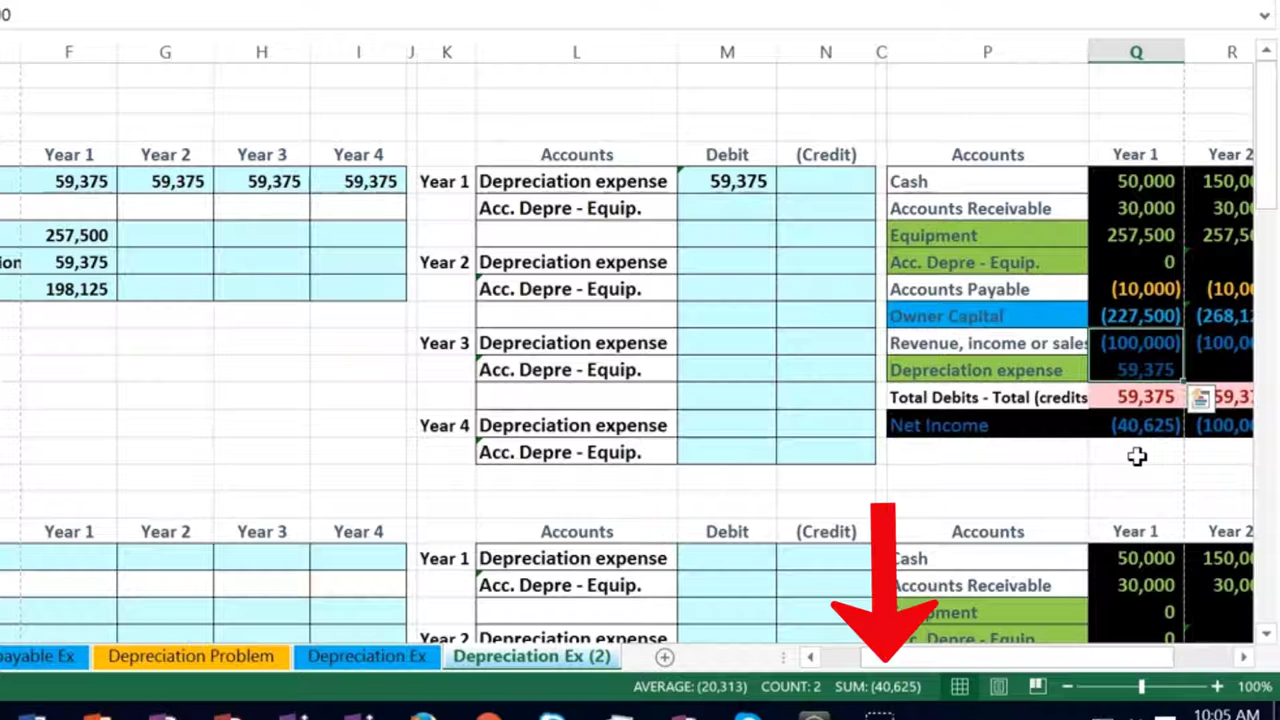 00
F G H I J K L M N C P Q R
Year 1 Year 2 Year 3 Year 4 Accounts Debit (Credit) Accounts Year 1 Year 2
59,375 59,375 59,375 59,375 Year 1 Depreciation expense 59,375 Cash 50,000 150,00
Acc. Depre - Equip. Accounts Receivable 30,000 30,0
257,500 Equipment 257,500 257,5
ion 59,375 Year 2 Depreciation expense Acc. Depre - Equip. 0
198,125 Acc. Depre - Equip. Accounts Payable (10,000) (10,0
Owner Capital (227,500) (268,12
Year 3 Depreciation expense Revenue, income or sales (100,000) (100,00
Acc. Depre - Equip. Depreciation expense 59,375
Total Debits - Total (credits 59,375 59,37
Year 4 Depreciation expense Net Income (40,625) (100,00
Acc. Depre - Equip.
Year 1 Year 2 Year 3 Year 4 Accounts Debit (Credit) Accounts Year 1 Year 2
Year 1 Depreciation expense Cash 50,000 150,00
Acc. Depre - Equip. Accounts Receivable 30,000 30,0
pment 0
Year 2 Depreciation expense Depre - Equip. 0
payable Ex Depreciation Problem Depreciation Ex Depreciation Ex (2)
AVERAGE: (20,313) COUNT: 2 SUM: (40,625) 100%
10:05 AM